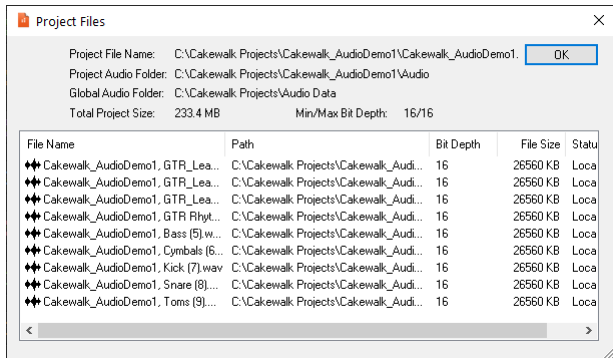 Project Files
Project File Name: C:\Cakewalk Projects\Cakewalk_AudioDemo1\Cakewalk_AudioDemo1. OK
Project Audio Folder: C:\Cakewalk Projects\Cakewalk_AudioDemo1\Audio
Global Audio Folder: C:\Cakewalk Projects\Audio Data
Total Project Size: 233.4 MB Min/Max Bit Depth: 16/16
File Name Path Bit Depth File Size Statu
Cakewalk_AudioDemo1, GTR_Lea... C:\Cakewalk Projects\Cakewalk_Audi... 16 26560 KB Loca
Cakewalk_AudioDemo1, GTR_Lea... C:\Cakewalk Projects\Cakewalk_Audi... 16 26560 KB Loca
Cakewalk_AudioDemo1, GTR_Lea... C:\Cakewalk Projects\Cakewalk_Audi... 16 26560 KB Loca
Cakewalk_AudioDemo1, GTR Rhyt... C:\Cakewalk Projects\Cakewalk_Audi... 16 26560 KB Loca
Cakewalk_AudioDemo1, Bass (5).w... C:\Cakewalk Projects\Cakewalk_Audi... 16 26560 KB Loca
Cakewalk_AudioDemo1, Cymbals (6... C:\Cakewalk Projects\Cakewalk_Audi... 16 26560 KB Loca
Cakewalk_AudioDemo1, Kick (7).wav C:\Cakewalk Projects\Cakewalk_Audi... 16 26560 KB Loca
Cakewalk_AudioDemo1, Snare (8).... C:\Cakewalk Projects\Cakewalk_Audi... 16 26560 KB Loca
Cakewalk_AudioDemo1, Toms (9).... C:\Cakewalk Projects\Cakewalk_Audi... 16 26560 KB Loca